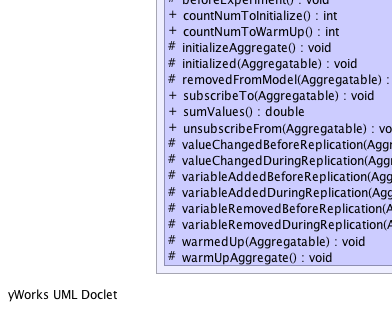 # beforeExperiment() : void
+ countNumToInitialize() : int
+ countNumToWarmUp() : int
# initializeAggregate() : void
# initialized(Aggregatable) : void
# removedFromModel(Aggregatable) :
+ subscribeTo(Aggregatable) : void
+ sumValues() : double
+ unsubscribeFrom(Aggregatable) : vo
# valueChangedBeforeReplication(Aggr
# valueChangedDuringReplication(Aggr
# variableAddedBeforeReplication(Agg
# variableAddedDuringReplication(Agg
# variableRemovedBeforeReplication(A
# variableRemovedDuringReplication(A
# warmedUp(Aggregatable) : void
# warmUpAggregate() : void
yWorks UML Doclet